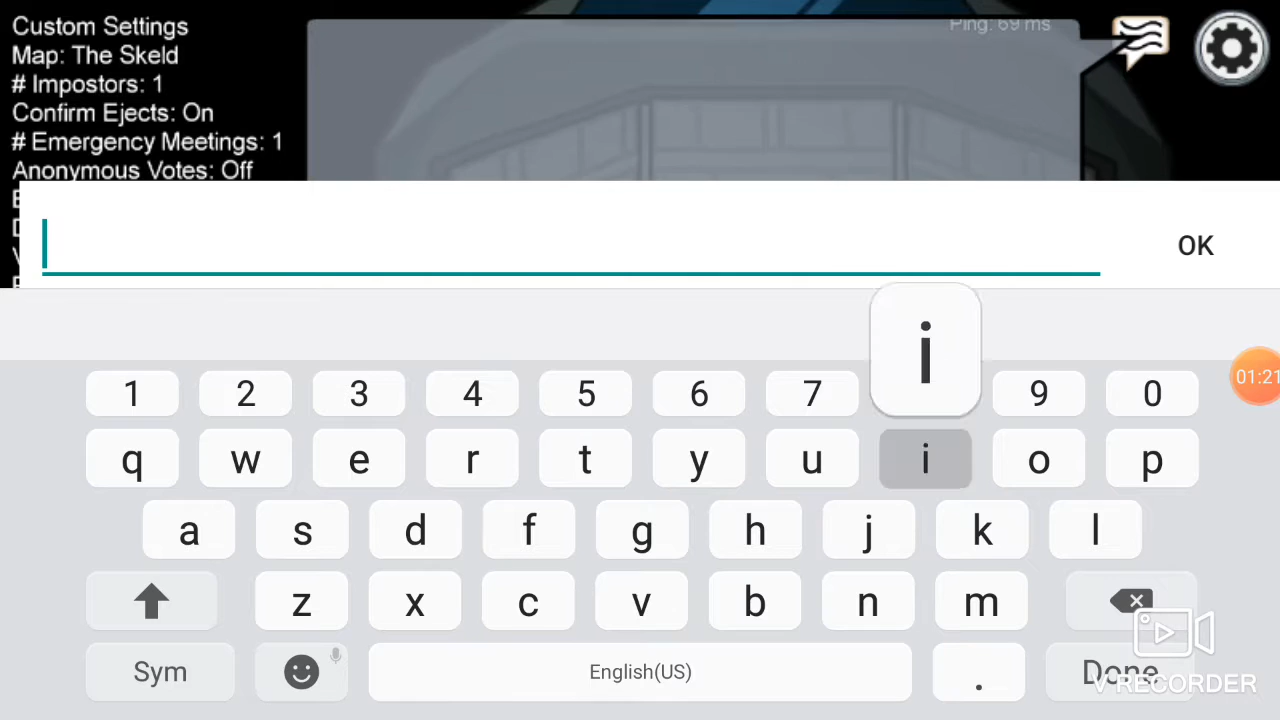 Custom Settings
Ping: 69 ms
Map: The Skeld
# Impostors: 1
Confirm Ejects: On
# Emergency Meetings: 1
Anonymous Votes: Off
OK
i
1 2 3 4 5 6 7 9 0
01:21
q w e r t y u i o p
a s d f g h j k l
z x c v b n m
Sym English(US) . Done
V RECORDER